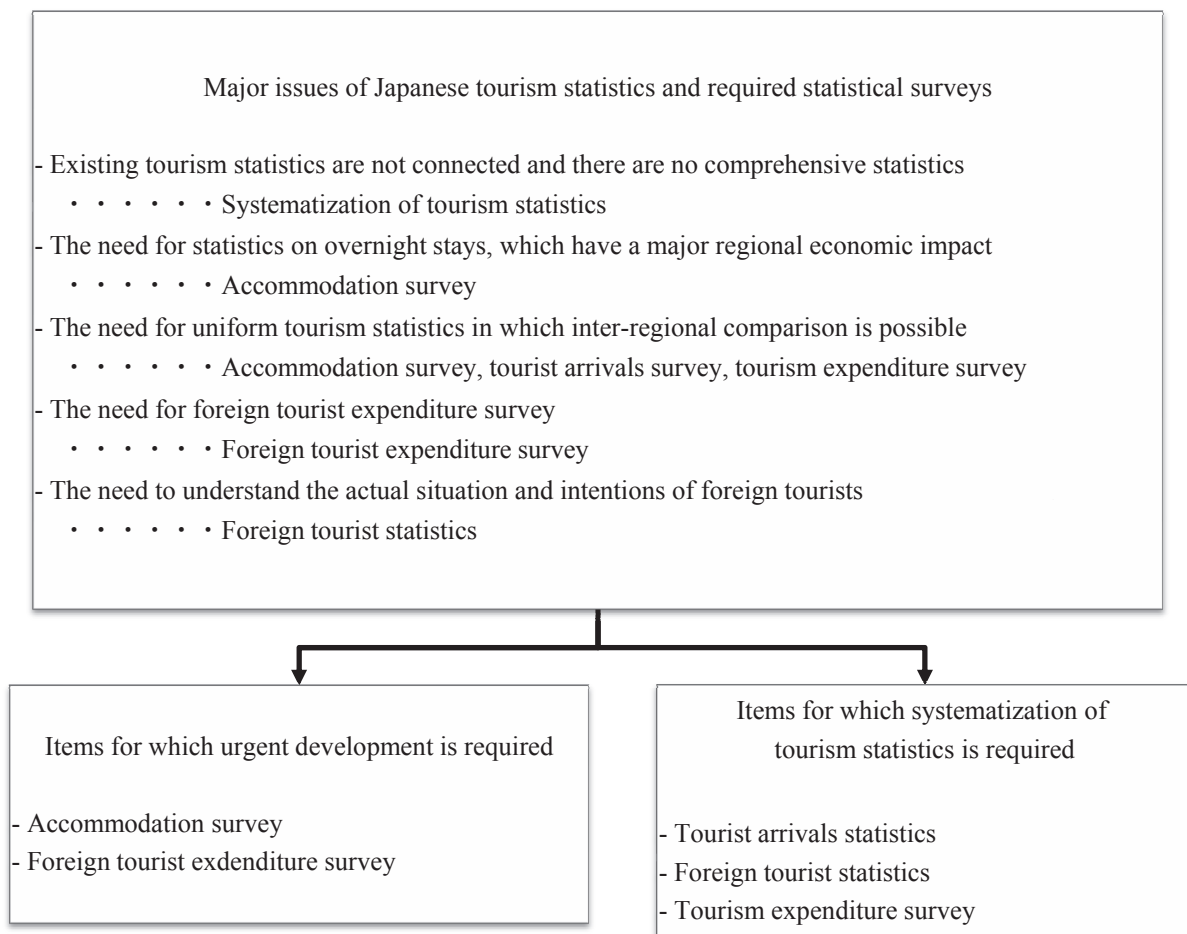 Major issues of Japanese tourism statistics and required statistical surveys
- Existing tourism statistics are not connected and there are no comprehensive statistics
・ ・ ・ ・ ・ ・ Systematization of tourism statistics
- The need for statistics on overnight stays, which have a major regional economic impact
・ ・ ・ ・ ・ ・ Accommodation survey
- The need for uniform tourism statistics in which inter-regional comparison is possible
・ ・ ・ ・ ・ ・ Accommodation survey, tourist arrivals survey, tourism expenditure survey
- The need for foreign tourist expenditure survey
・ ・ ・ ・ ・ ・ Foreign tourist expenditure survey
- The need to understand the actual situation and intentions of foreign tourists
・ ・ ・ ・ ・ ・ Foreign tourist statistics
Items for which urgent development is required
- Accommodation survey
- Foreign tourist exdenditure survey
Items for which systematization of
tourism statistics is required
- Tourist arrivals statistics
- Foreign tourist statistics
- Tourism expenditure survey